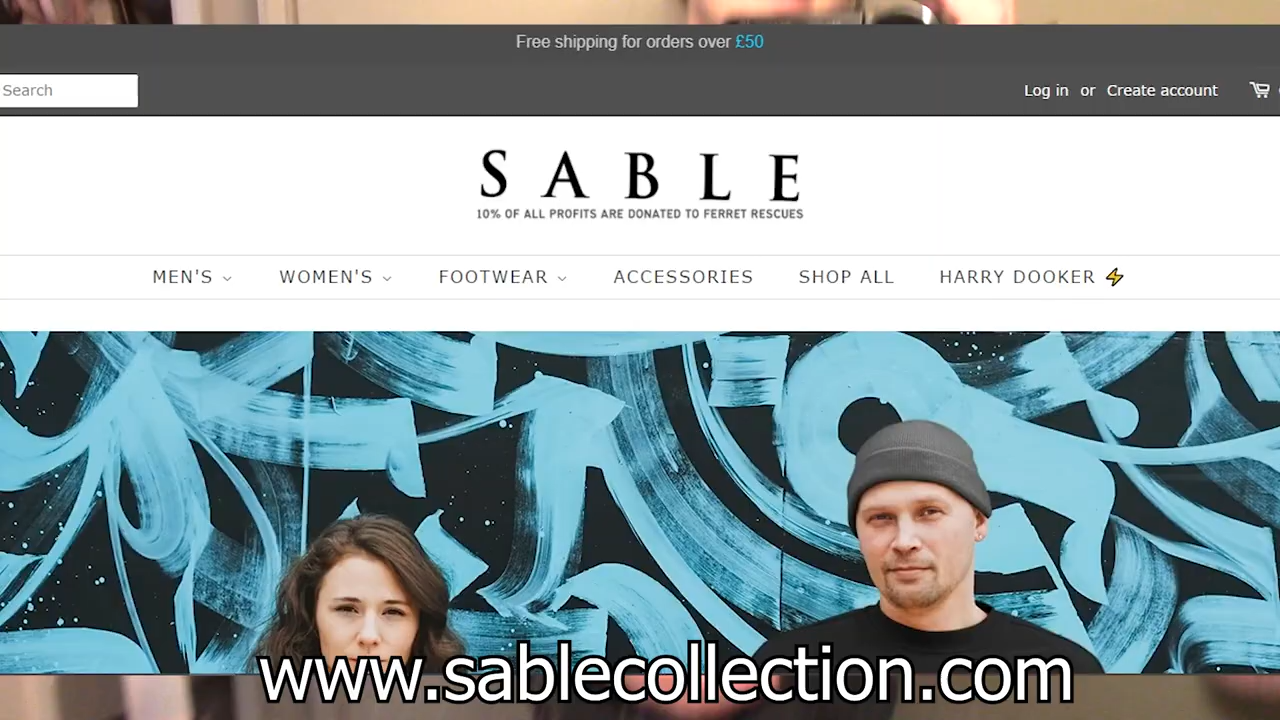 Free shipping for orders over £50
Search
Log in or Create account
SABLE
10% OF ALL PROFITS ARE DONATED TO FERRET RESCUES
MEN'S WOMEN'S FOOTWEAR ACCESSORIES SHOP ALL HARRY DOOKER ⚡
www.sablecollection.com